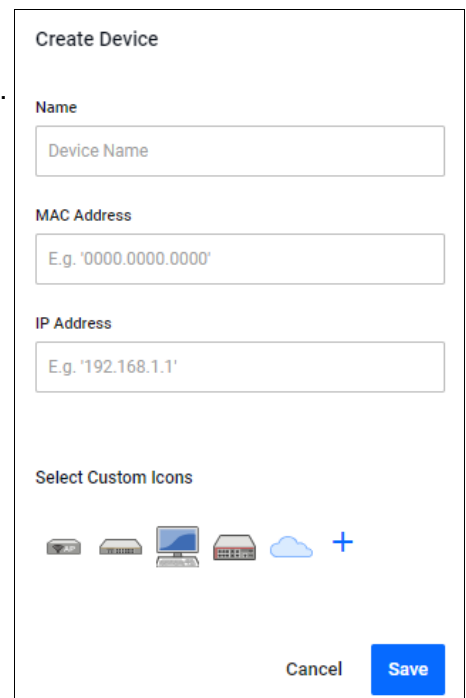 Create Device
.
Name
Device Name
MAC Address
E.g. '0000.0000.0000'
IP Address
E.g. '192.168.1.1'
Select Custom Icons
AP
+
Cancel
Save